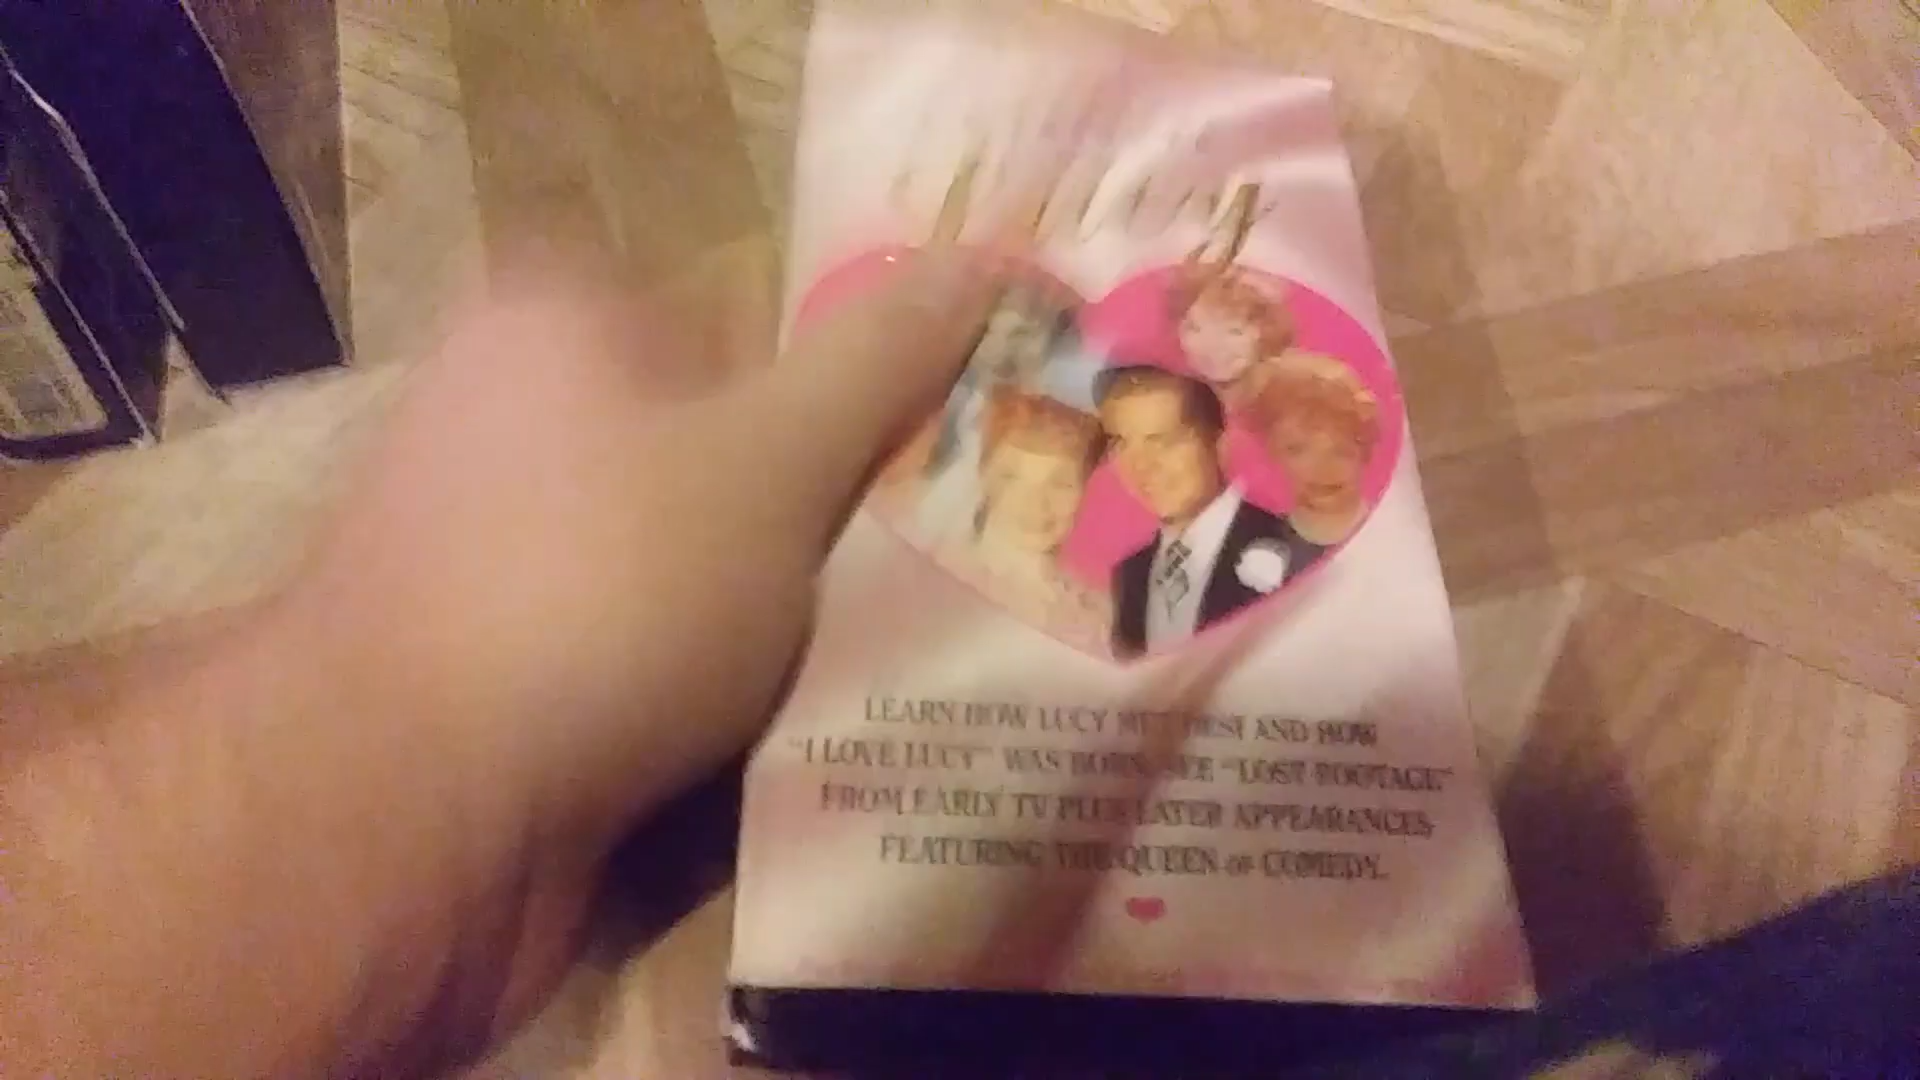 LEARN HOW LUCY MET DESI AND HOW
"I LOVE LUCY" WAS BORN. SEE "LOST FOOTAGE"
FROM EARLY TV PLUS LATER APPEARANCES
FEATURING THE QUEEN OF COMEDY.